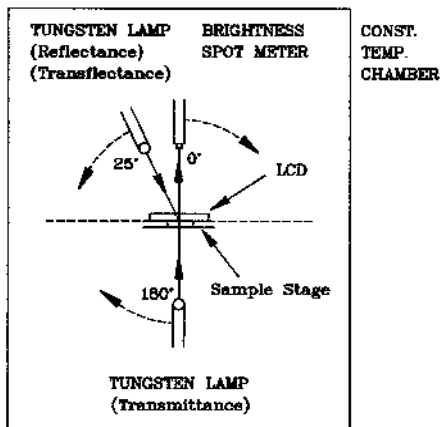 TUNGSTEN LAMP
(Reflectance)
(Transflectance)
BRIGHTNESS
SPOT METER
CONST.
TEMP.
CHAMBER
25°
0°
LCD
180°
Sample Stage
TUNGSTEN LAMP
(Transmittance)